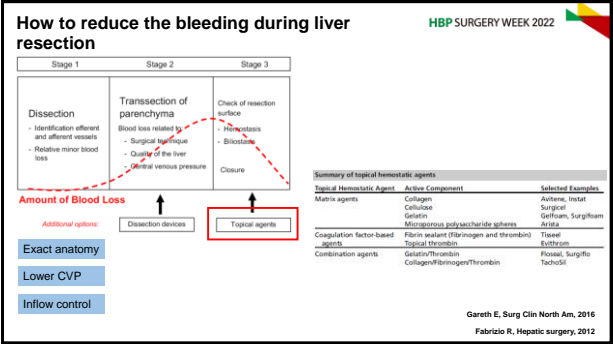 How to reduce the bleeding during liver
resection
HBP SURGERY WEEK 2022
Stage 1
Stage 2
Stage 3
Dissection
- Identification efferent
and afferent vessels
- Relative minor blood
loss
Transsection of
parenchyma
Blood loss related to:
- Surgical technique
- Quality of the liver
- Central venous pressure
Check of resection
surface
- Hemostasis
- Biliostasis
Closure
Amount of Blood Loss
Additional options:
Dissection devices
Topical agents
Exact anatomy
Lower CVP
Inflow control
Summary of topical hemostatic agents
Topical Hemostatic Agent Active Component Selected Examples
Matrix agents Collagen Avitene, Instat
Cellulose Surgicel
Gelatin Gelfoam, Surgifoam
Microporous polysaccharide spheres Arista
Coagulation factor-based Fibrin sealant (fibrinogen and thrombin) Tisseel
agents Topical thrombin Evithrom
Combination agents Gelatin/Thrombin Floseal, Surgiflo
Collagen/Fibrinogen/Thrombin TachoSil
Gareth E, Surg Clin North Am, 2016
Fabrizio R, Hepatic surgery, 2012